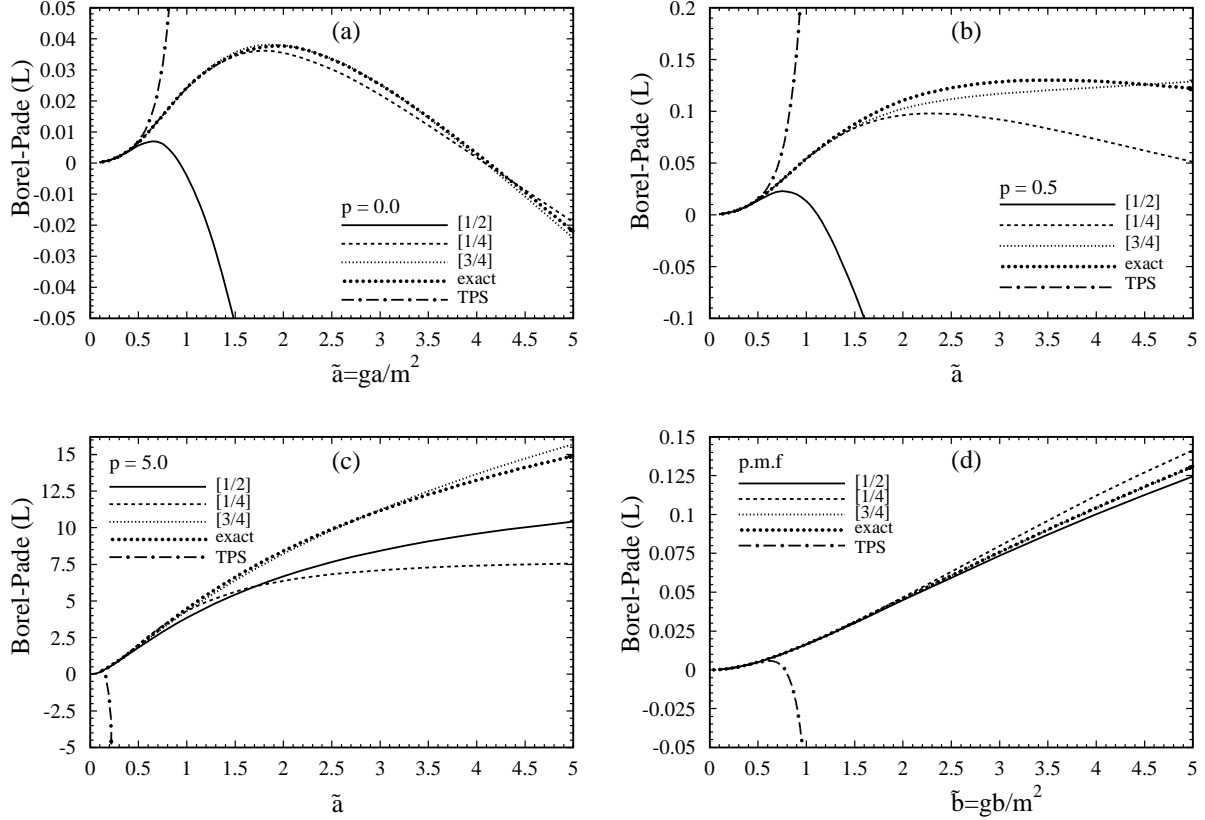 (a)
Borel-Pade (L)
0.05
0.04
0.03
0.02
0.01
0
-0.01
-0.02
-0.03
-0.04
-0.05
p = 0.0
[1/2]
[1/4]
[3/4]
exact
TPS
0 0.5 1 1.5 2 2.5 3 3.5 4 4.5 5
ã=ga/m²
(b)
Borel-Pade (L)
0.2
0.15
0.1
0.05
0
-0.05
-0.1
p = 0.5
[1/2]
[1/4]
[3/4]
exact
TPS
0 0.5 1 1.5 2 2.5 3 3.5 4 4.5 5
ã
(c)
Borel-Pade (L)
15
12.5
10
7.5
5
2.5
0
-2.5
-5
p = 5.0
[1/2]
[1/4]
[3/4]
exact
TPS
0 0.5 1 1.5 2 2.5 3 3.5 4 4.5 5
ã
(d)
Borel-Pade (L)
0.15
0.125
0.1
0.075
0.05
0.025
0
-0.025
-0.05
p.m.f
[1/2]
[1/4]
[3/4]
exact
TPS
0 0.5 1 1.5 2 2.5 3 3.5 4 4.5 5
b̃=gb/m²